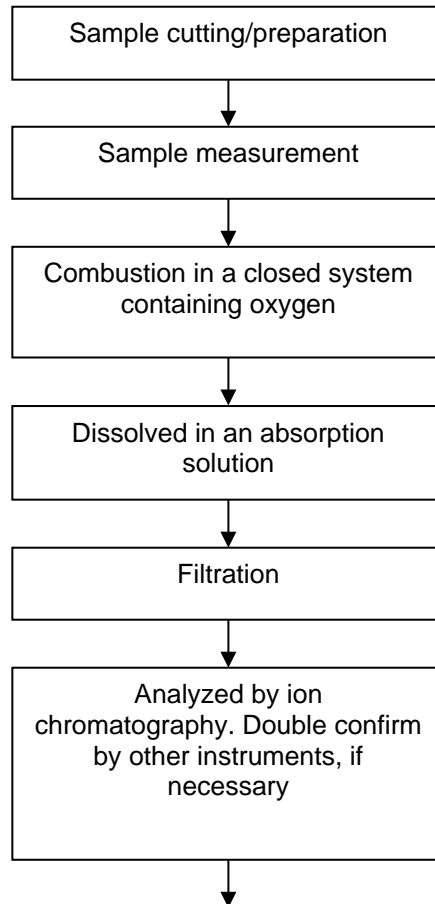 Sample cutting/preparation
Sample measurement
Combustion in a closed system
containing oxygen
Dissolved in an absorption
solution
Filtration
Analyzed by ion
chromatography. Double confirm
by other instruments, if
necessary